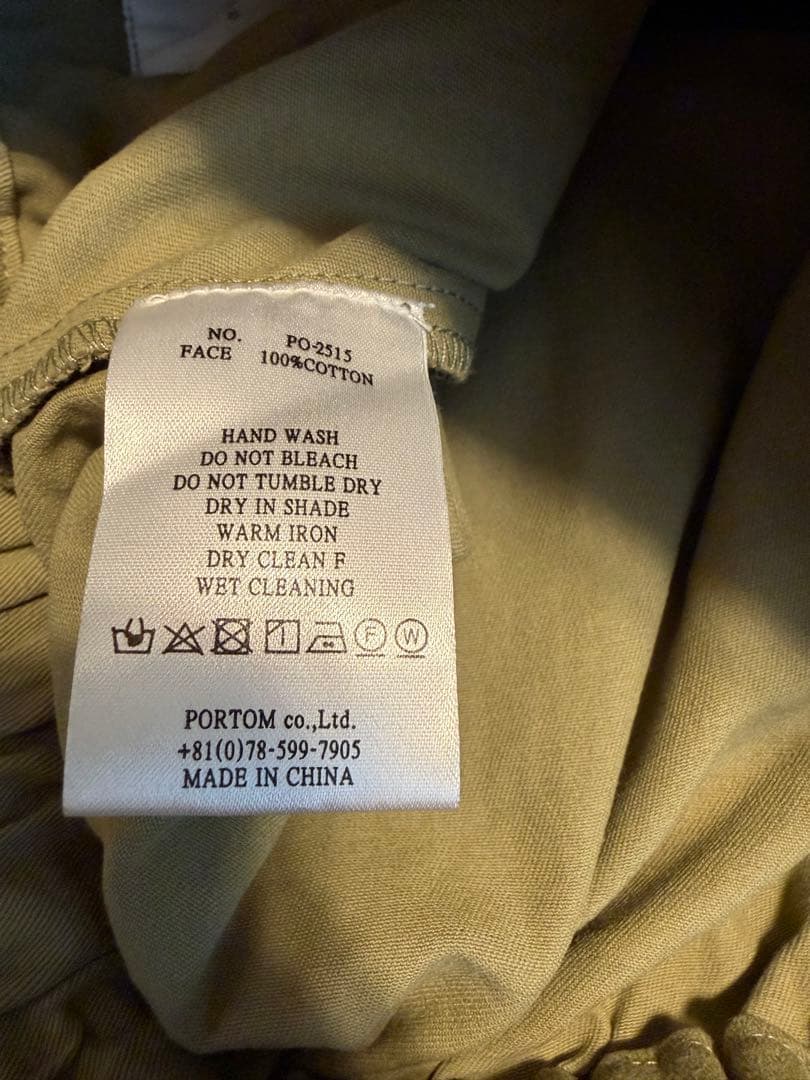 NO. PO-2515
FACE 100%COTTON
HAND WASH
DO NOT BLEACH
DO NOT TUMBLE DRY
DRY IN SHADE
WARM IRON
DRY CLEAN F
WET CLEANING
F W
PORTOM co.,Ltd.
+81(0)78-599-7905
MADE IN CHINA